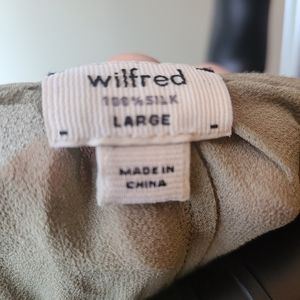 wilfred
100% SILK
LARGE
MADE IN
CHINA